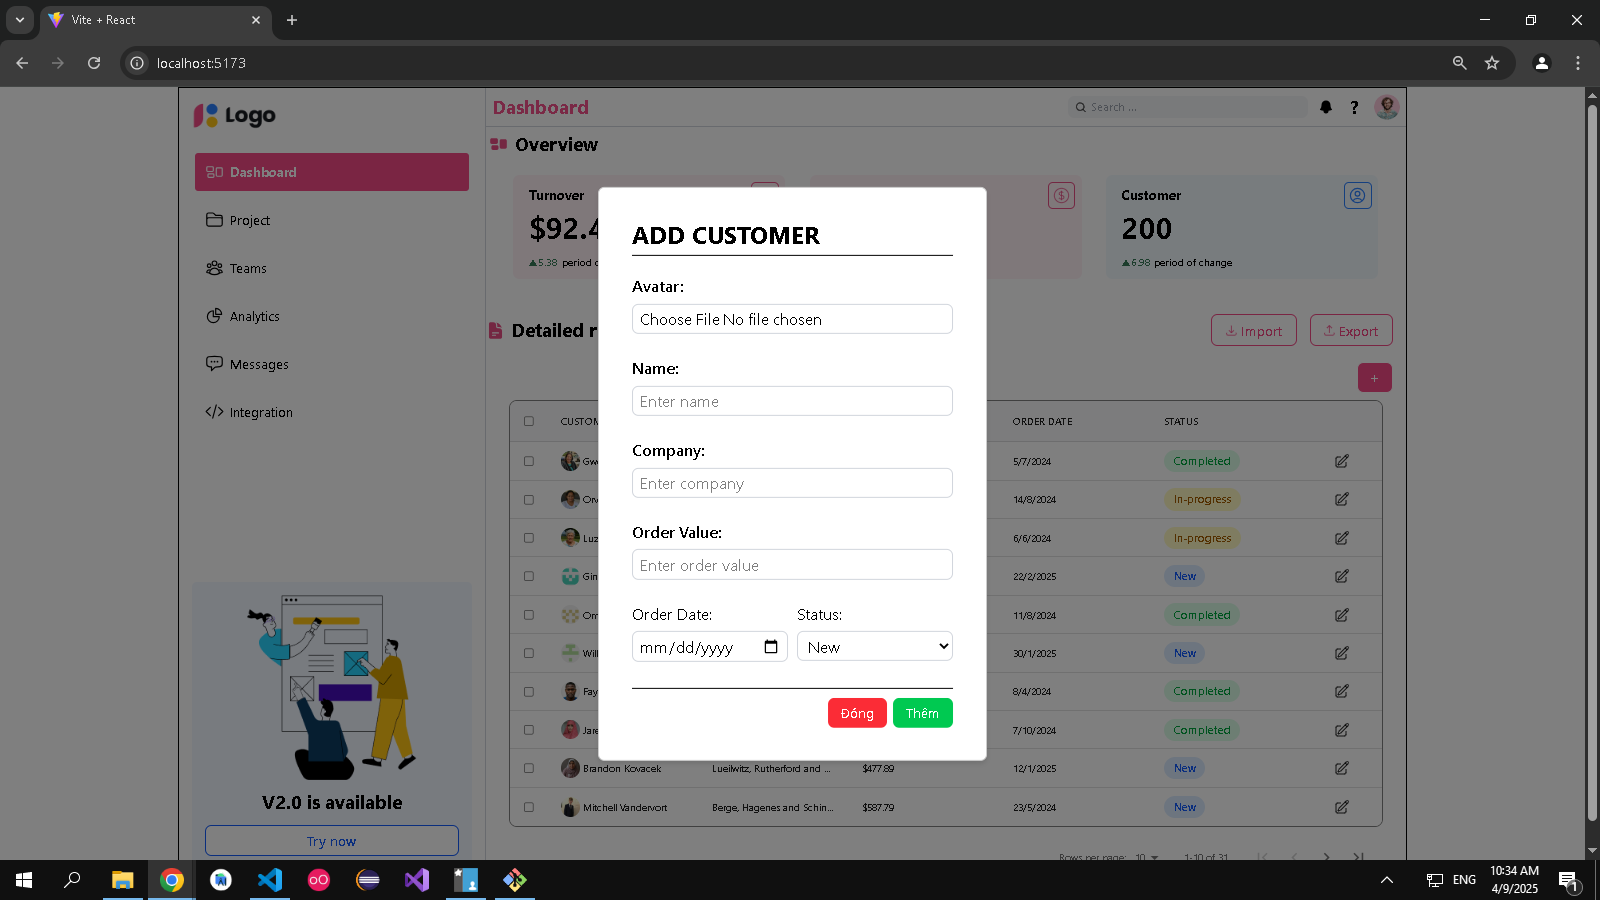 Vite + React
localhost:5173
Logo
Dashboard
Search ...
?
Dashboard
Project
Teams
Analytics
Messages
Integration
V2.0 is available
Try now
Overview
Turnover
$92.4
5.38 period o
Customer
200
6.98 period of change
Detailed r
Import
Export
+
CUSTOM
ORDER DATE
STATUS
5/7/2024
Completed
14/8/2024
In-progress
6/6/2024
In-progress
Gin
22/2/2025
New
11/8/2024
Completed
Will
30/1/2025
New
Fay
8/4/2024
Completed
Jare
7/10/2024
Completed
Brandon Kovacek
Lueilwitz, Rutherford and ...
$477.89
12/1/2025
New
Mitchell Vandervort
Berge, Hagenes and Schin...
$587.79
23/5/2024
New
Rows per page: 10
1-10 of 31
ADD CUSTOMER
Avatar:
Choose File No file chosen
Name:
Enter name
Company:
Enter company
Order Value:
Enter order value
Order Date:
Status:
mm/dd/yyyy
New
Đóng
Thêm
ENG
10:34 AM
4/9/2025
1